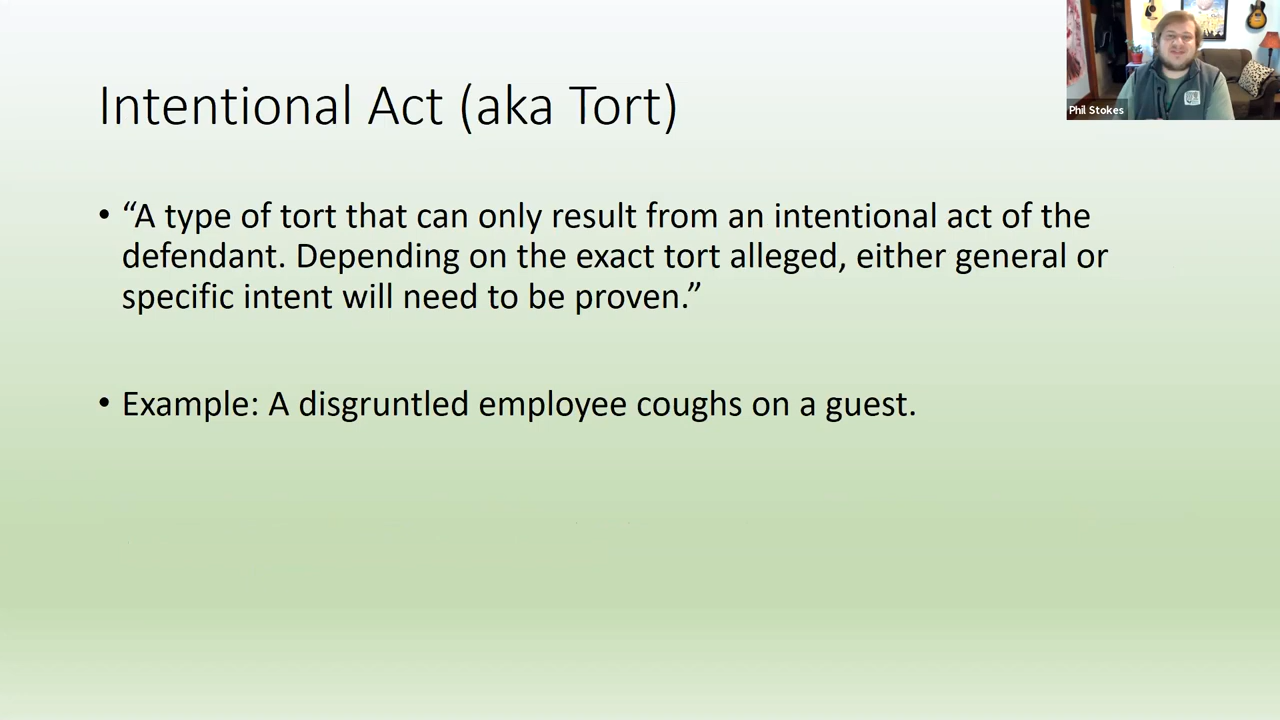 Intentional Act (aka Tort)
• “A type of tort that can only result from an intentional act of the
defendant. Depending on the exact tort alleged, either general or
specific intent will need to be proven.”
• Example: A disgruntled employee coughs on a guest.
Phil Stokes